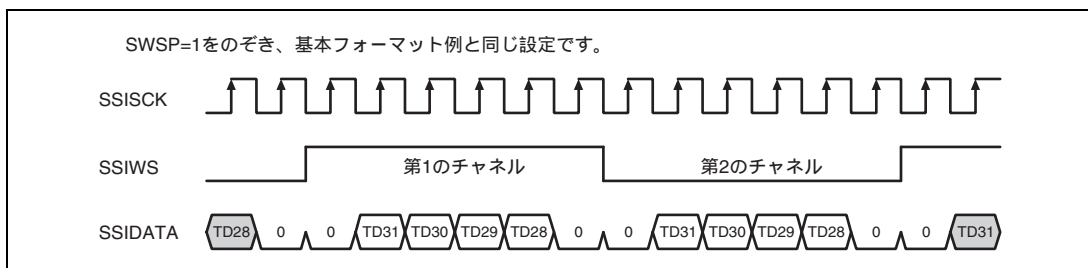 SWSP=1をのぞき、基本フォーマット例と同じ設定です。
SSISCK
SSIWS 第1のチャネル 第2のチャネル
SSIDATA TD28 0 0 TD31 TD30 TD29 TD28 0 0 TD31 TD30 TD29 TD28 0 0 TD31